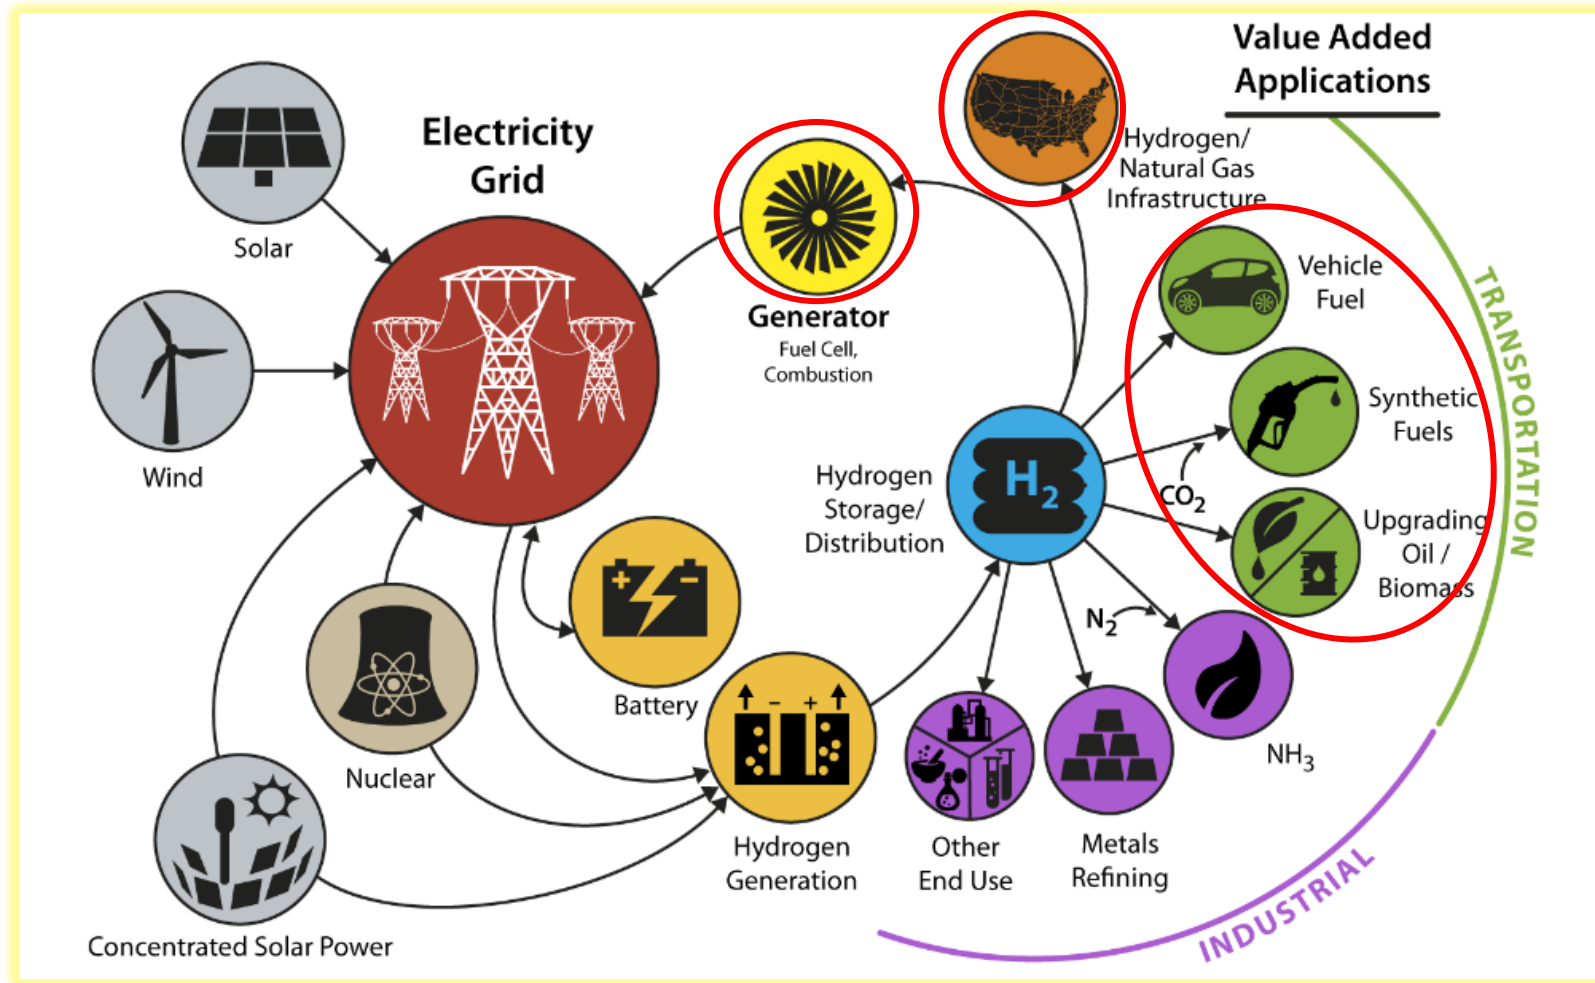 Value Added
Applications
Electricity
Grid
Solar
Wind
Generator
Fuel Cell,
Combustion
Hydrogen/
Natural Gas
Infrastructure
Vehicle
Fuel
Synthetic
Fuels
CO2
Upgrading
Oil /
Biomass
TRANSPORTATION
Hydrogen
Storage/
Distribution
H2
N2
NH3
+ −
Battery
Nuclear
− +
Hydrogen
Generation
Other
End Use
Metals
Refining
INDUSTRIAL
Concentrated Solar Power